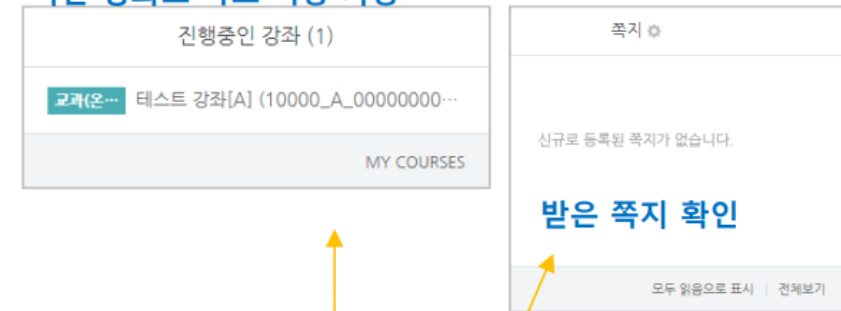 진행중인 강좌 (1)
교과(온… 테스트 강좌[A] (10000_A_00000000…
MY COURSES
쪽지
신규로 등록된 쪽지가 없습니다.
받은 쪽지 확인
모두 읽음으로 표시 | 전체보기